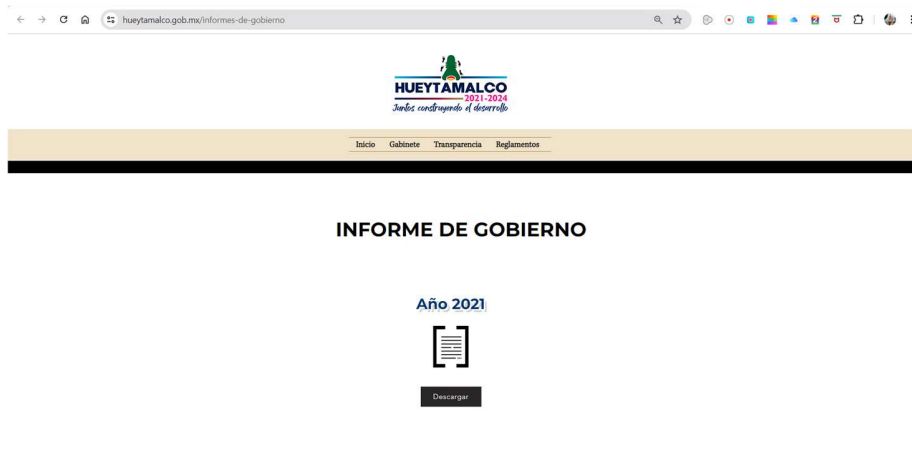 hueytamalco.gob.mx/informes-de-gobierno
HUEYTAMALCO
2021-2024
Juntos construyendo el desarrollo
Inicio Gabinete Transparencia Reglamentos
INFORME DE GOBIERNO
Año 2021
Descargar